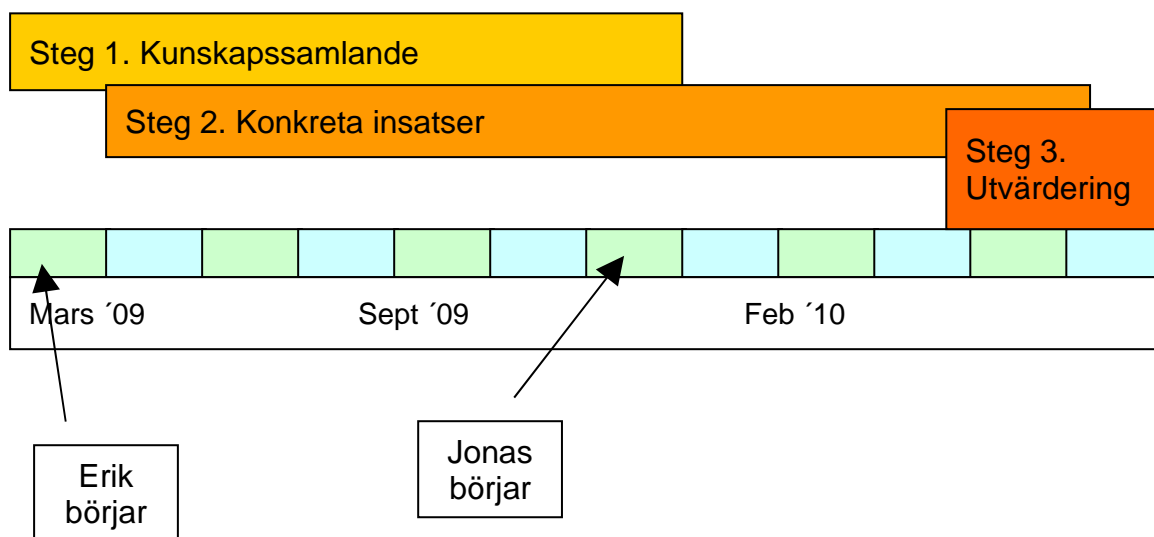 Steg 1. Kunskapssamlande
Steg 2. Konkreta insatser
Steg 3.
Utvärdering
Mars ´09
Sept ´09
Feb ´10
Erik
börjar
Jonas
börjar